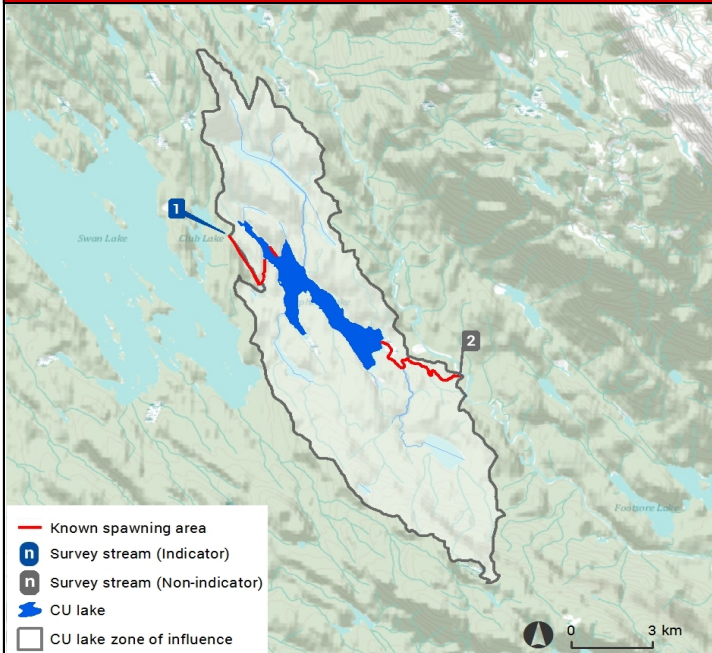 1
Swan Lake
Club Lake
2
Footsore Lake
Known spawning area
n Survey stream (Indicator)
n Survey stream (Non-indicator)
CU lake
CU lake zone of influence
0 3 km